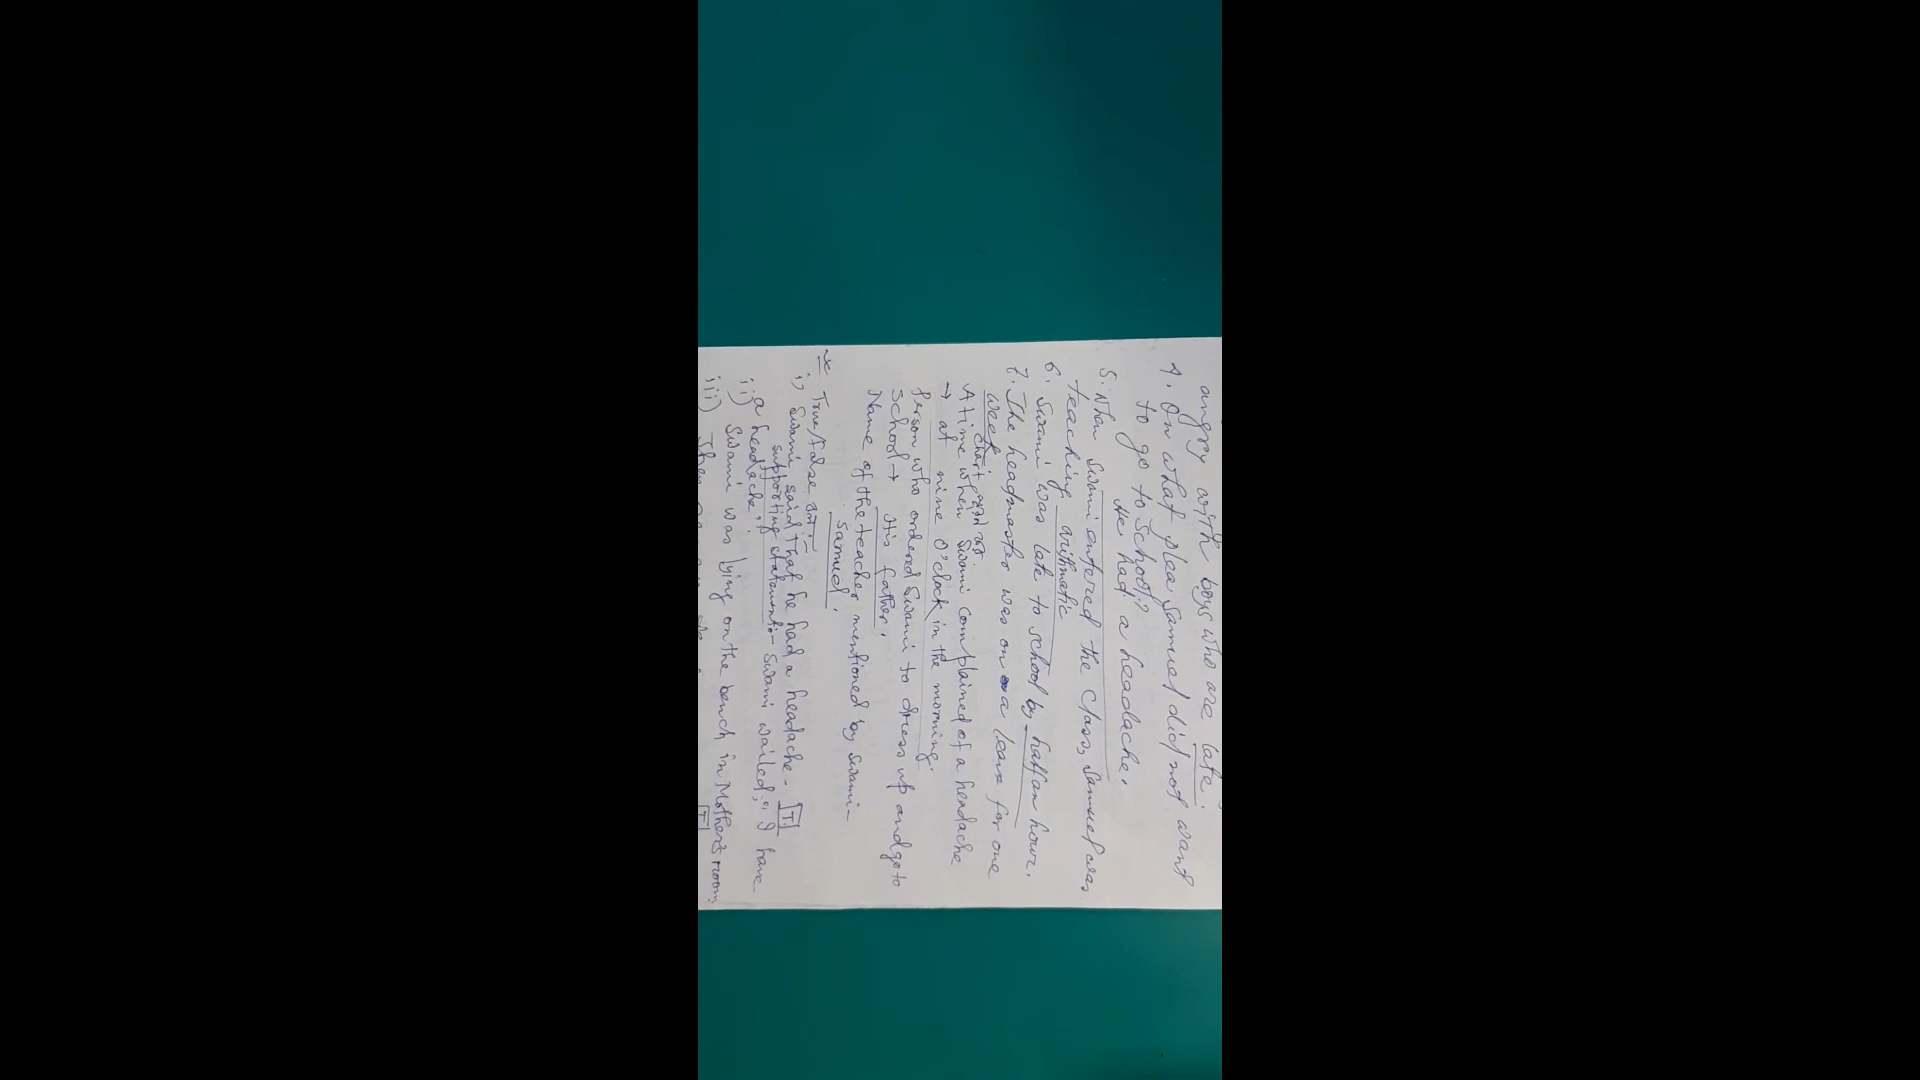 angry with boys who are late.
4. On what plea Samuel did not want
to go to School?
He had a headache.
5. When Swami entered the class, Samuel was
teaching arithmatic
6. Swami was late to school by half an hour.
7. The headmaster was on a leave for one
week
Chart
A time when Swami complained of a headache
→ at nine O'clock in the morning.
Person who ordered Swami to dress up and go to
School → His father.
Name of the teacher mentioned by Swami-
Samuel.
True/False
i) Swami said that he had a headache - T
supporting statement:- Swami wailed, "I have
a headache."
ii) Swami was lying on the bench in Mother's room.
T
iii)